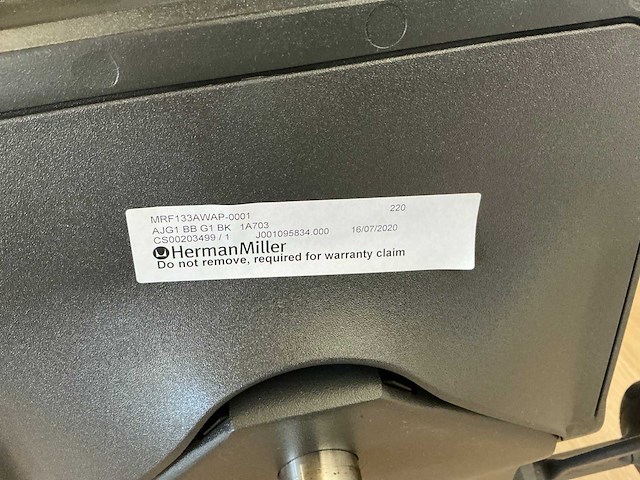 MRF133AWAP-0001 220
AJG1 BB G1 BK 1A703
CS00203499 / 1 J001095834.000 16/07/2020
HermanMiller
Do not remove, required for warranty claim